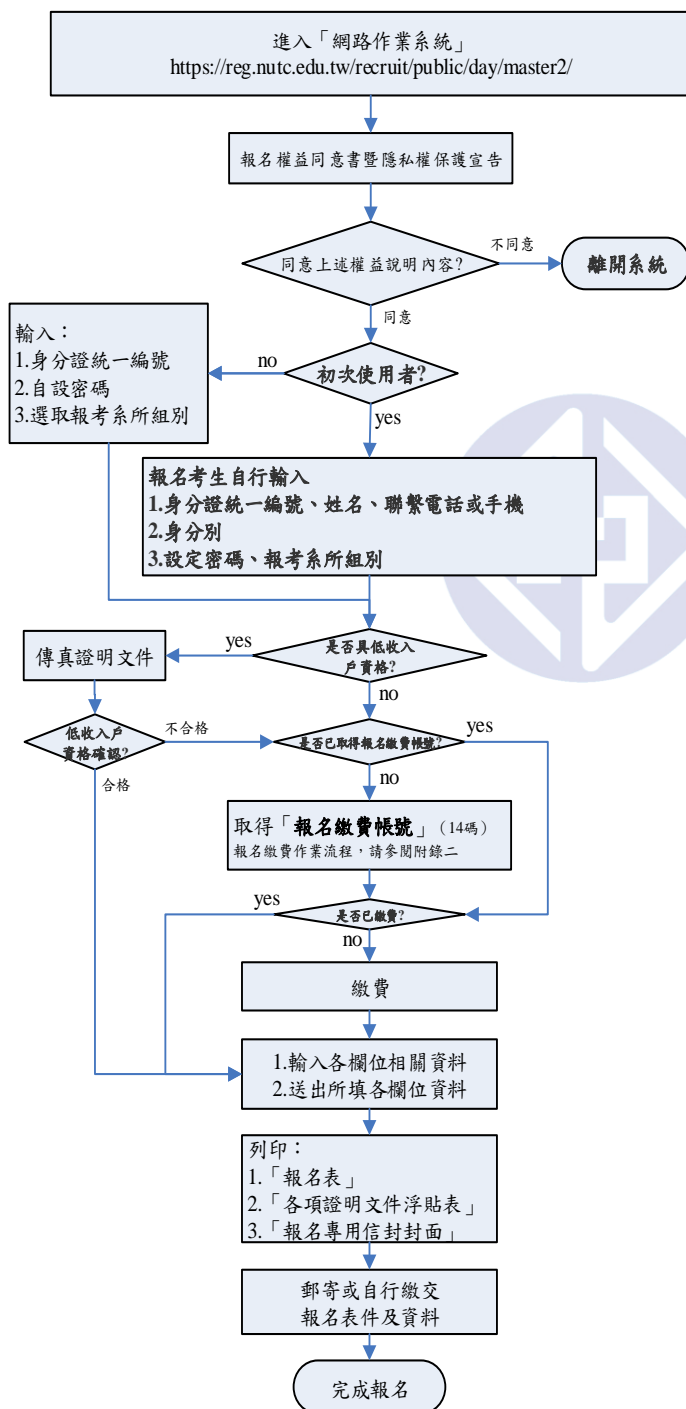 進入「網路作業系統」
https://reg.nutc.edu.tw/recruit/public/day/master2/
報名權益同意書暨隱私權保護宣告
同意上述權益說明內容?
不同意
離開系統
同意
輸入：
1.身分證統一編號
2.自設密碼
3.選取報考系所組別
no
初次使用者?
yes
報名考生自行輸入
1.身分證統一編號、姓名、聯繫電話或手機
2.身分別
3.設定密碼、報考系所組別
傳真證明文件
yes
是否具低收入
戶資格?
no
低收入戶
資格確認?
不合格
是否已取得報名繳費帳號?
yes
合格
no
取得「報名繳費帳號」（14碼）
報名繳費作業流程，請參閱附錄二
yes
是否已繳費?
no
繳費
1.輸入各欄位相關資料
2.送出所填各欄位資料
列印：
1.「報名表」
2.「各項證明文件浮貼表」
3.「報名專用信封封面」
郵寄或自行繳交
報名表件及資料
完成報名